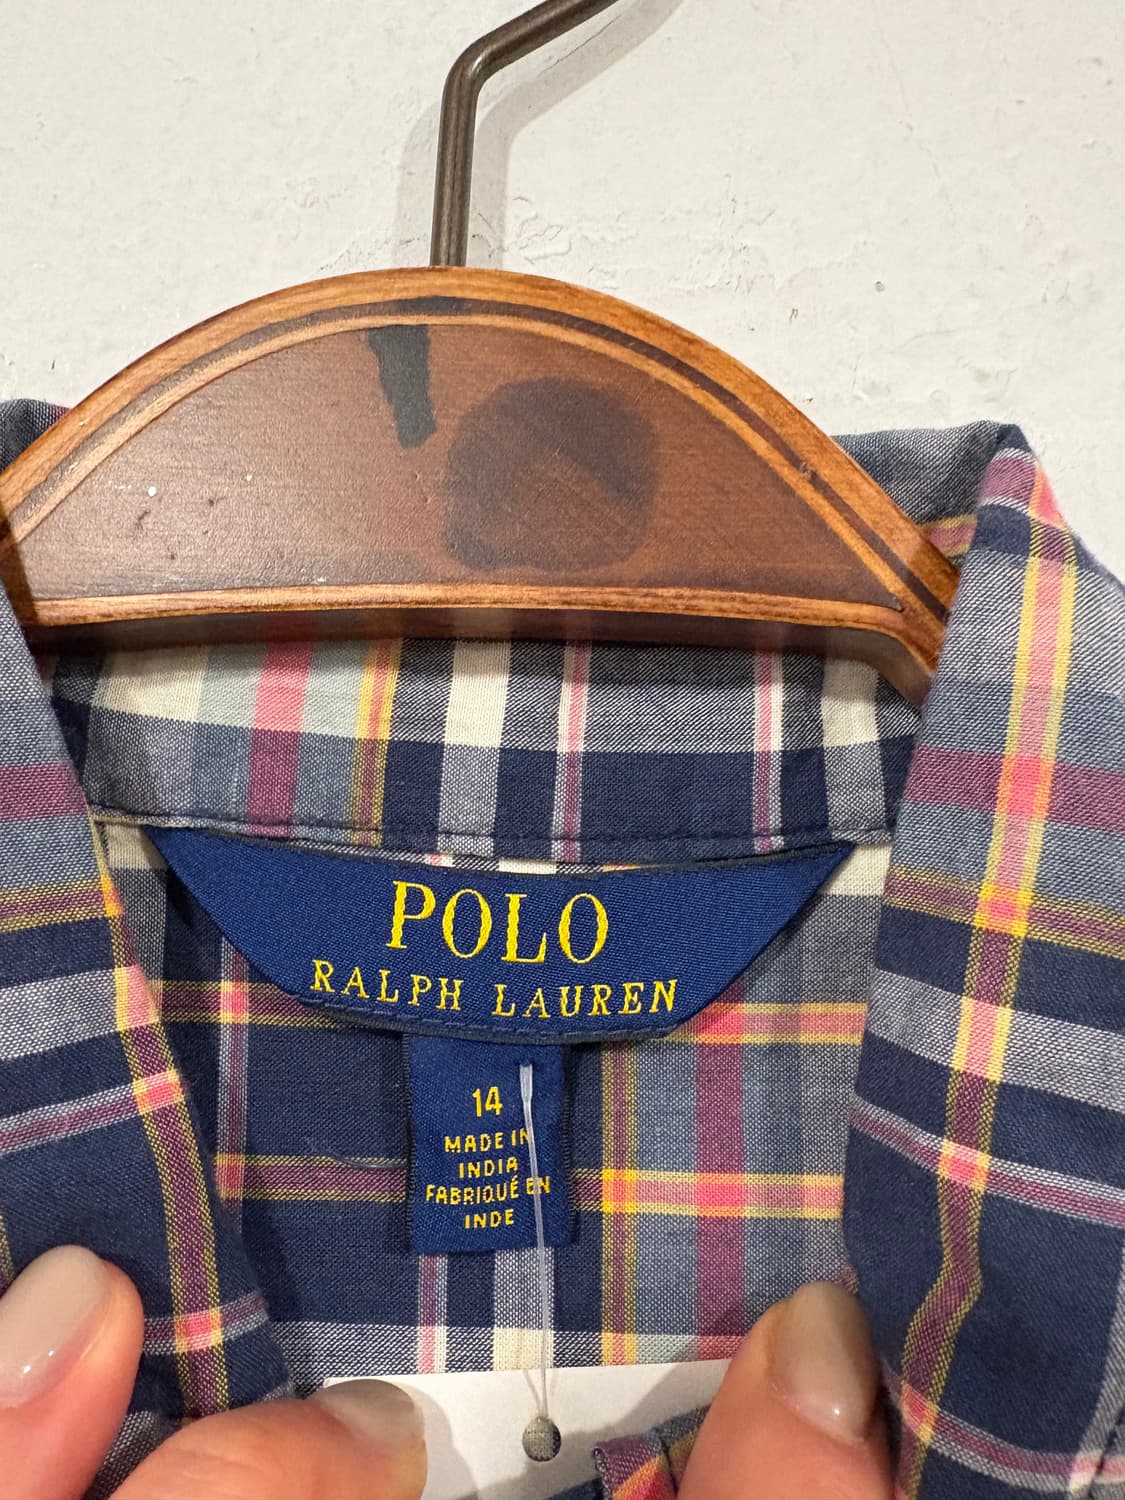 POLO
RALPH LAUREN
14
MADE IN
INDIA
FABRIQUÉ EN
INDE